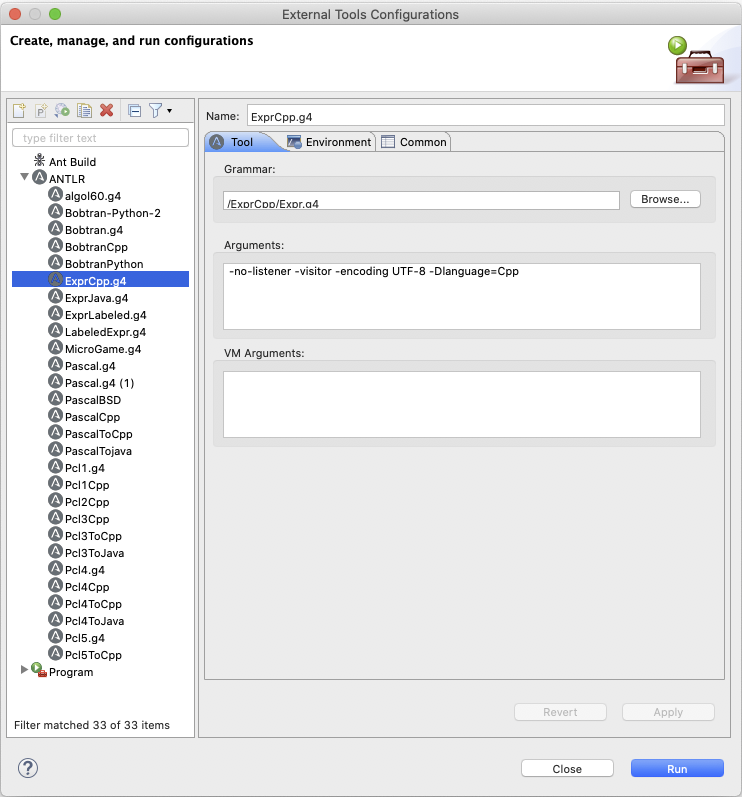 External Tools Configurations
Create, manage, and run configurations
type filter text
Ant Build
ANTLR
algol60.g4
Bobtran-Python-2
Bobtran.g4
BobtranCpp
BobtranPython
ExprCpp.g4
ExprJava.g4
ExprLabeled.g4
LabeledExpr.g4
MicroGame.g4
Pascal.g4
Pascal.g4 (1)
PascalBSD
PascalCpp
PascalToCpp
PascalTojava
Pcl1.g4
Pcl1Cpp
Pcl2Cpp
Pcl3Cpp
Pcl3ToCpp
Pcl3ToJava
Pcl4.g4
Pcl4Cpp
Pcl4ToCpp
Pcl4ToJava
Pcl5.g4
Pcl5ToCpp
Program
Filter matched 33 of 33 items
Name: ExprCpp.g4
Tool Environment Common
Grammar:
/ExprCpp/Expr.g4 Browse...
Arguments:
-no-listener -visitor -encoding UTF-8 -Dlanguage=Cpp
VM Arguments:
Revert Apply
? Close Run